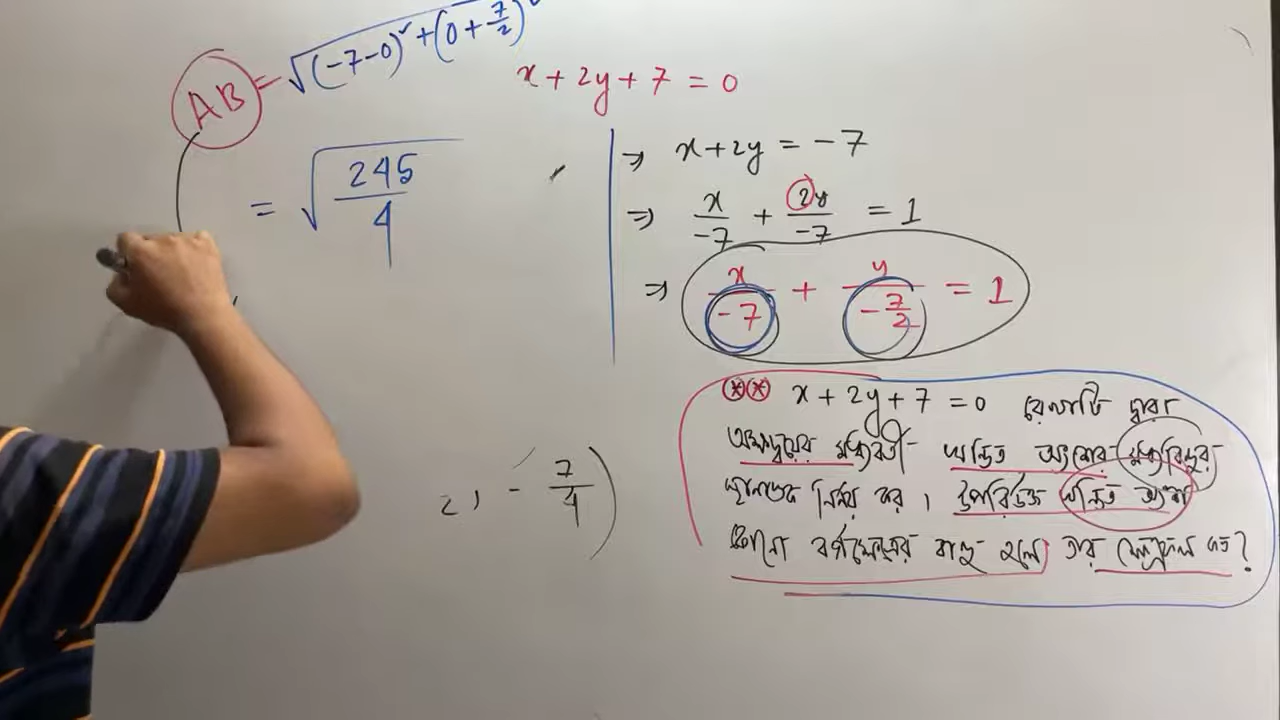 AB = √(-7-0)² + (0+7/2)²
= √245/4
x + 2y + 7 = 0
⇒ x+2y = -7
⇒ x/-7 + 2y/-7 = 1
⇒ x/-7 + y/-7/2 = 1
, - 7/4)
x + 2y + 7 = 0 রেখাটি দ্বারা
অক্ষদ্বয়ের মধ্যবর্তী খন্ডিত অংশের মধ্যবিন্দুর
স্থানাঙ্ক নির্ণয় কর। উপরিউক্ত খন্ডিত অংশ
কোনো বর্গক্ষেত্রের বাহু হলে তার ক্ষেত্রফল কত?